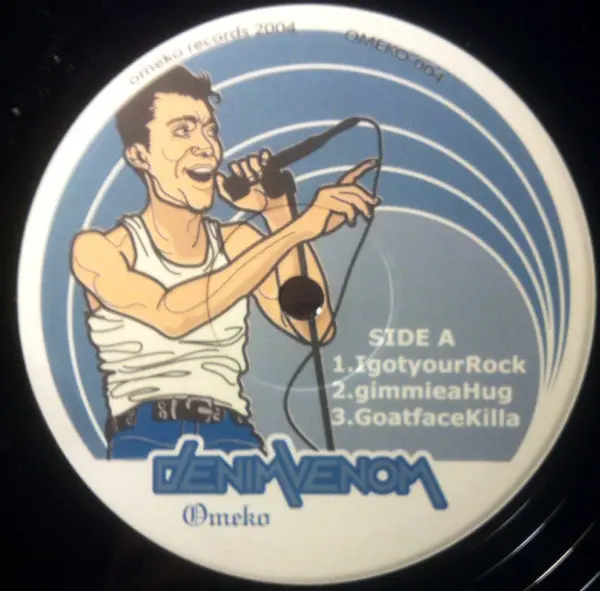 omeko records 2004
OMEKO-004
SIDE A
1.IgotyourRock
2.gimmieaHug
3.GoatfaceKilla
DENIMVENOM
Omeko